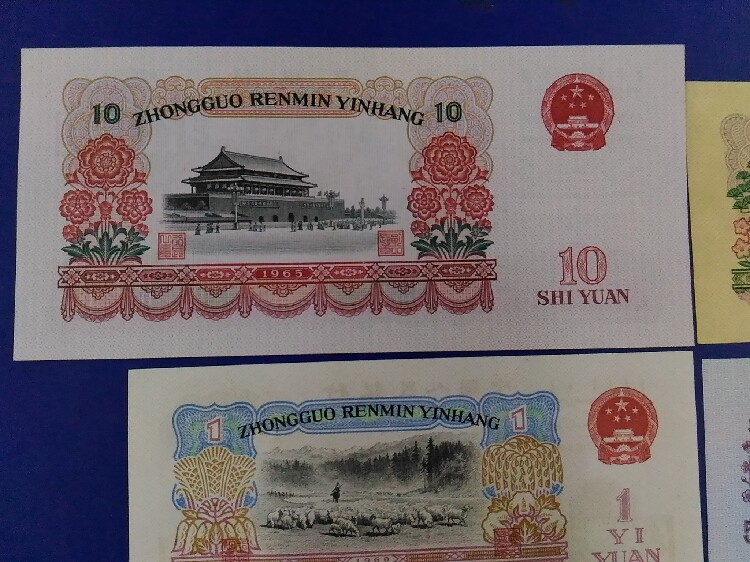 10 ZHONGGUO RENMIN YINHANG 10
1965
10
SHI YUAN
1 ZHONGGUO RENMIN YINHANG 1
1
YI
YUAN